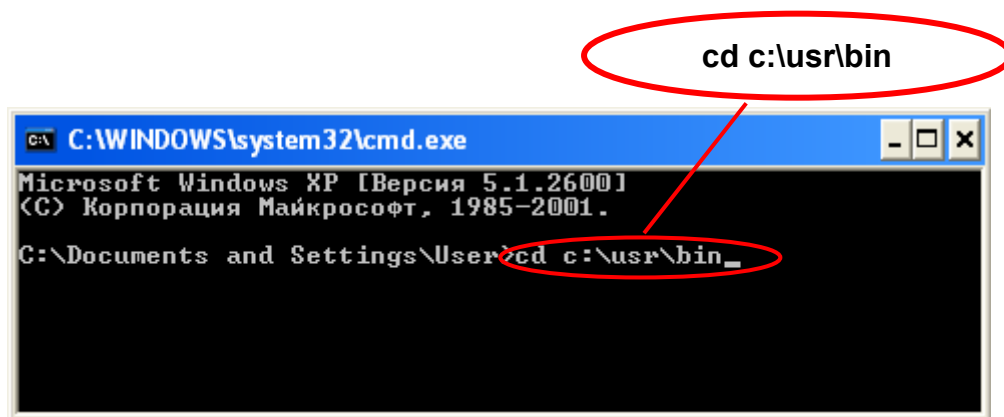 cd c:\usr\bin
C:\WINDOWS\system32\cmd.exe
Microsoft Windows XP [Версия 5.1.2600]
(С) Корпорация Майкрософт, 1985-2001.
C:\Documents and Settings\User>cd c:\usr\bin_